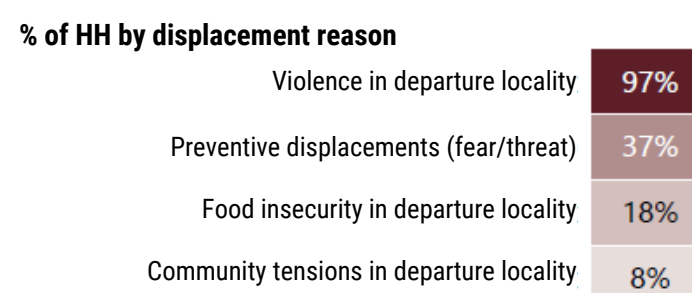 % of HH by displacement reason
Violence in departure locality 97%
Preventive displacements (fear/threat) 37%
Food insecurity in departure locality 18%
Community tensions in departure locality 8%